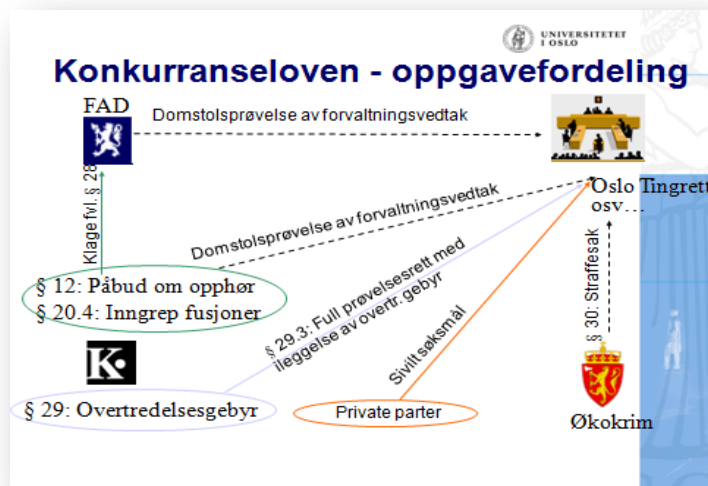 UNIVERSITETET
I OSLO
Konkurranseloven - oppgavefordeling
FAD
Domstolsprøvelse av forvaltningsvedtak
Klage fvl. § 28
Oslo Tingrett
osv…
Domstolsprøvelse av forvaltningsvedtak
§ 12: Påbud om opphør
§ 20.4: Inngrep fusjoner
§ 29.3: Full prøvelsesrett med
ileggelse av overtr. gebyr
Sivilt søksmål
§ 30: Straffesak
K
§ 29: Overtredelsesgebyr
Private parter
Økokrim